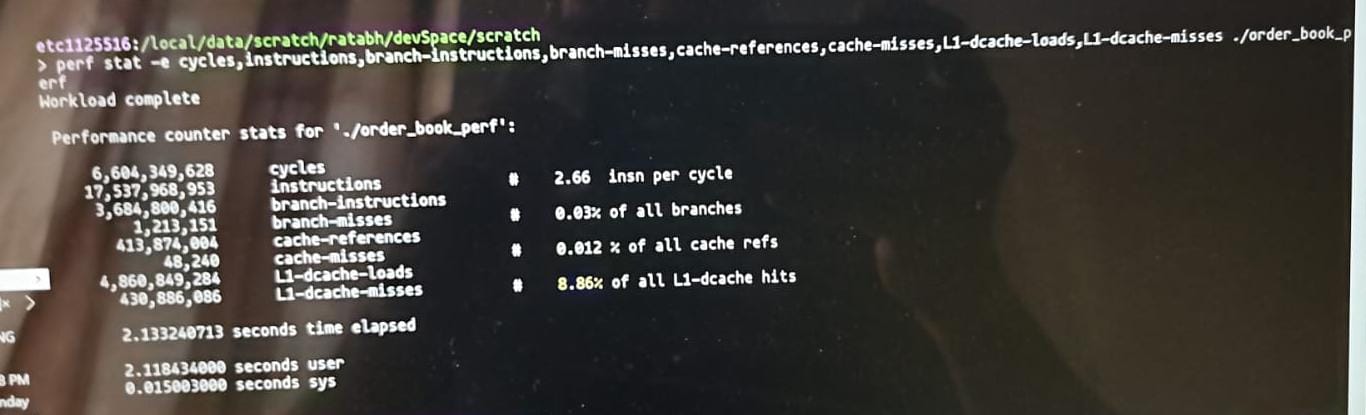 etc1125516:/local/data/scratch/ratabh/devSpace/scratch
> perf stat -e cycles,instructions,branch-instructions,branch-misses,cache-references,cache-misses,L1-dcache-loads,L1-dcache-misses ./order_book_p
erf
Workload complete
Performance counter stats for './order_book_perf':
6,604,349,628 cycles
17,537,968,953 instructions # 2.66 insn per cycle
3,684,800,416 branch-instructions
1,213,151 branch-misses # 0.03% of all branches
413,874,004 cache-references
48,240 cache-misses # 0.012 % of all cache refs
4,860,849,284 L1-dcache-loads
430,886,086 L1-dcache-misses # 8.86% of all L1-dcache hits
2.133240713 seconds time elapsed
2.118434000 seconds user
0.015003000 seconds sys
NG
PM
nday